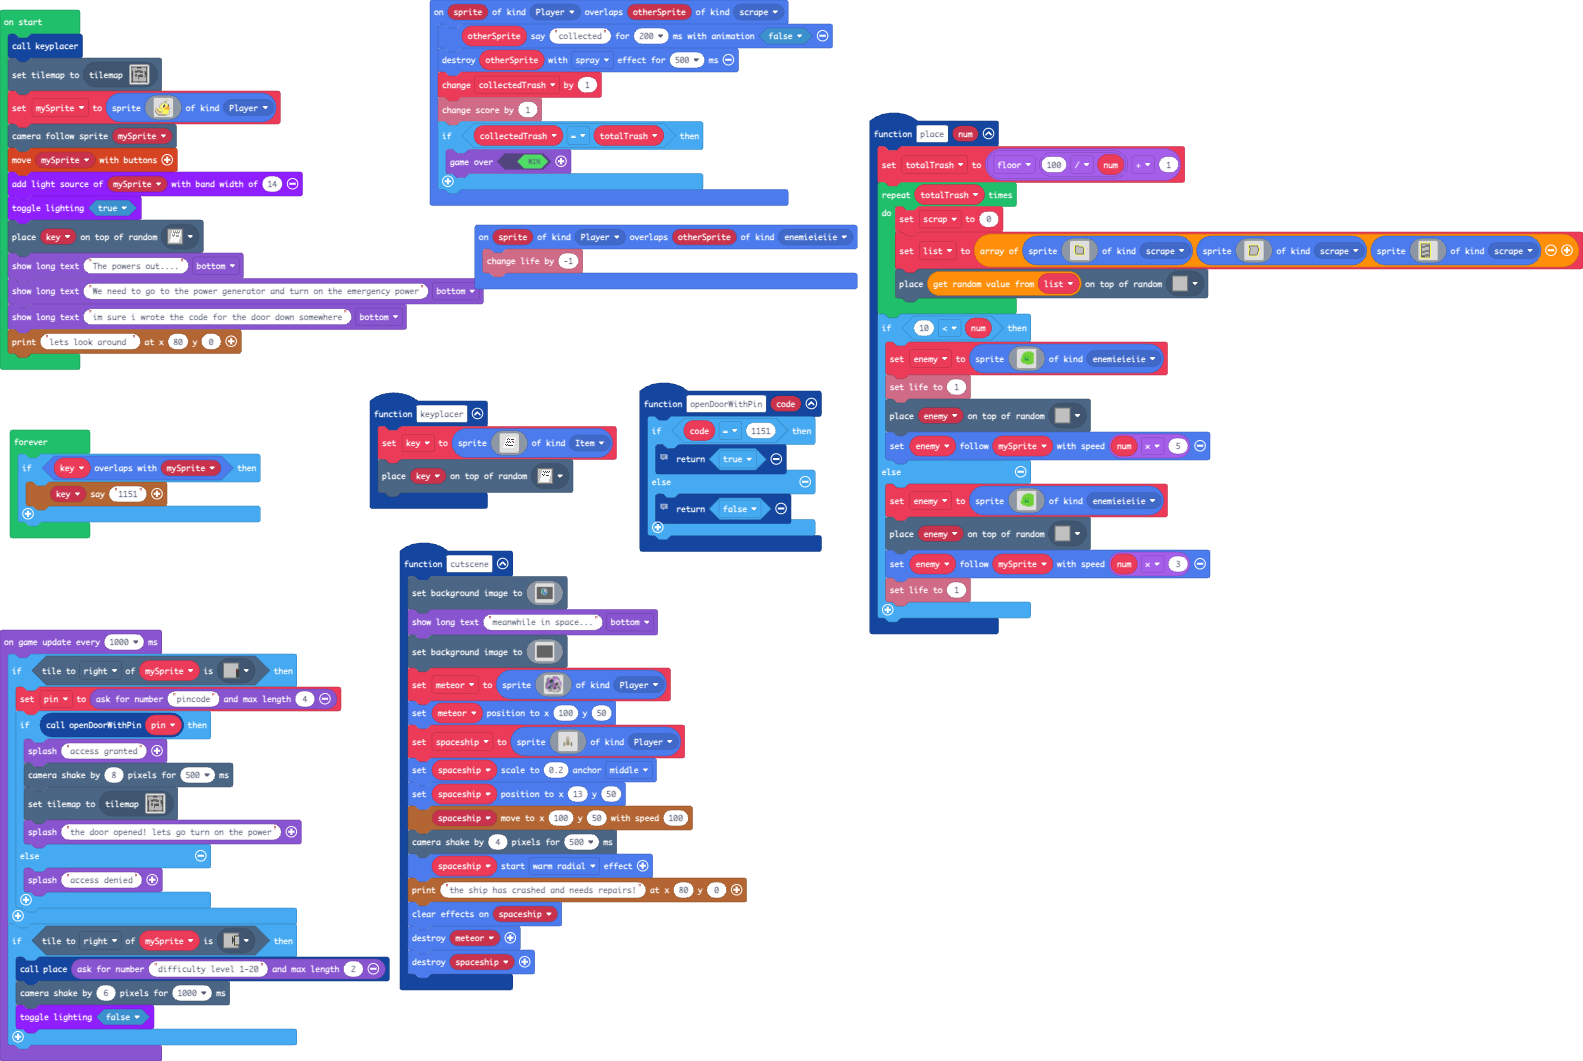 on start
call keyplacer
set tilemap to tilemap
set mySprite to sprite of kind Player
camera follow sprite mySprite
move mySprite with buttons
add light source of mySprite with band width of 14
toggle lighting true
place key on top of random
show long text "The powers out...." bottom
show long text "We need to go to the power generator and turn on the emergency power" bottom
show long text "im sure i wrote the code for the door down somewhere" bottom
print "lets look around " at x 80 y 0
on sprite of kind Player overlaps otherSprite of kind scrape
otherSprite say "collected" for 200 ms with animation false
destroy otherSprite with spray effect for 500 ms
change collectedTrash by 1
change score by 1
if collectedTrash = totalTrash then
game over WIN
on sprite of kind Player overlaps otherSprite of kind enemieieiie
change life by -1
function place num
set totalTrash to floor 100 / num + 1
repeat totalTrash times
do
set scrap to 0
set list to array of sprite of kind scrape sprite of kind scrape sprite of kind scrape
place get random value from list on top of random
if 10 < num then
set enemy to sprite of kind enemieieiie
set life to 1
place enemy on top of random
set enemy follow mySprite with speed num × 5
else
set enemy to sprite of kind enemieieiie
place enemy on top of random
set enemy follow mySprite with speed num × 3
set life to 1
forever
if key overlaps with mySprite then
key say "1151"
function keyplacer
set key to sprite of kind Item
place key on top of random
function openDoorWithPin code
if code = 1151 then
return true
else
return false
function cutscene
set background image to
show long text "meanwhile in space..." bottom
set background image to
set meteor to sprite of kind Player
set meteor position to x 100 y 50
set spaceship to sprite of kind Player
set spaceship scale to 0.2 anchor middle
set spaceship position to x 13 y 50
spaceship move to x 100 y 50 with speed 100
camera shake by 4 pixels for 500 ms
spaceship start warm radial effect
print "the ship has crashed and needs repairs!" at x 80 y 0
clear effects on spaceship
destroy meteor
destroy spaceship
on game update every 1000 ms
if tile to right of mySprite is then
set pin to ask for number "pincode" and max length 4
if call openDoorWithPin pin then
splash "access granted"
camera shake by 8 pixels for 500 ms
set tilemap to tilemap
splash "the door opened! lets go turn on the power"
else
splash "access denied"
if tile to right of mySprite is then
call place ask for number "difficulty level 1-20" and max length 2
camera shake by 6 pixels for 1000 ms
toggle lighting false